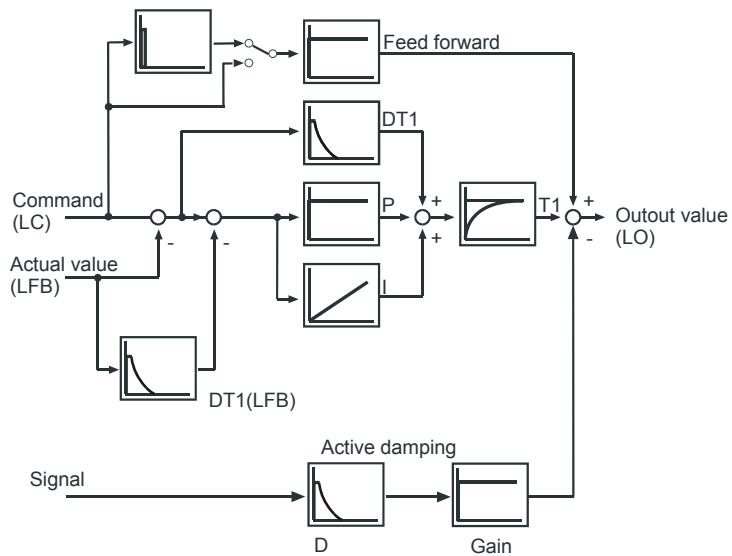 Feed forward
DT1
+
Command
(LC)
P
+
T1
+
Outout value
(LO)
-
-
+
-
Actual value
(LFB)
I
DT1(LFB)
Active damping
Signal
D
Gain